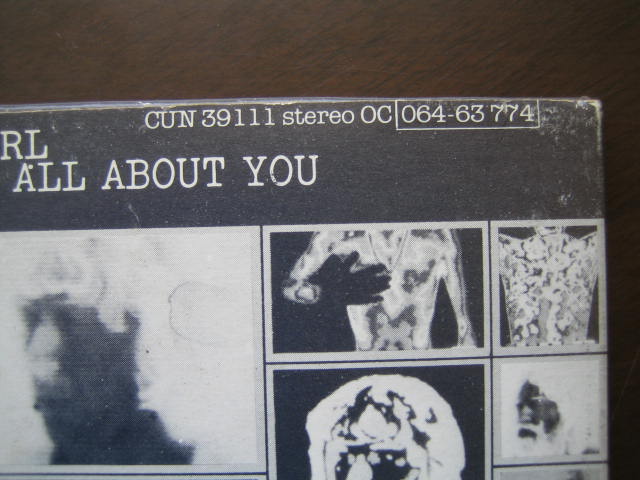 CUN 39111 stereo OC 064-63 774
RL
ALL ABOUT YOU